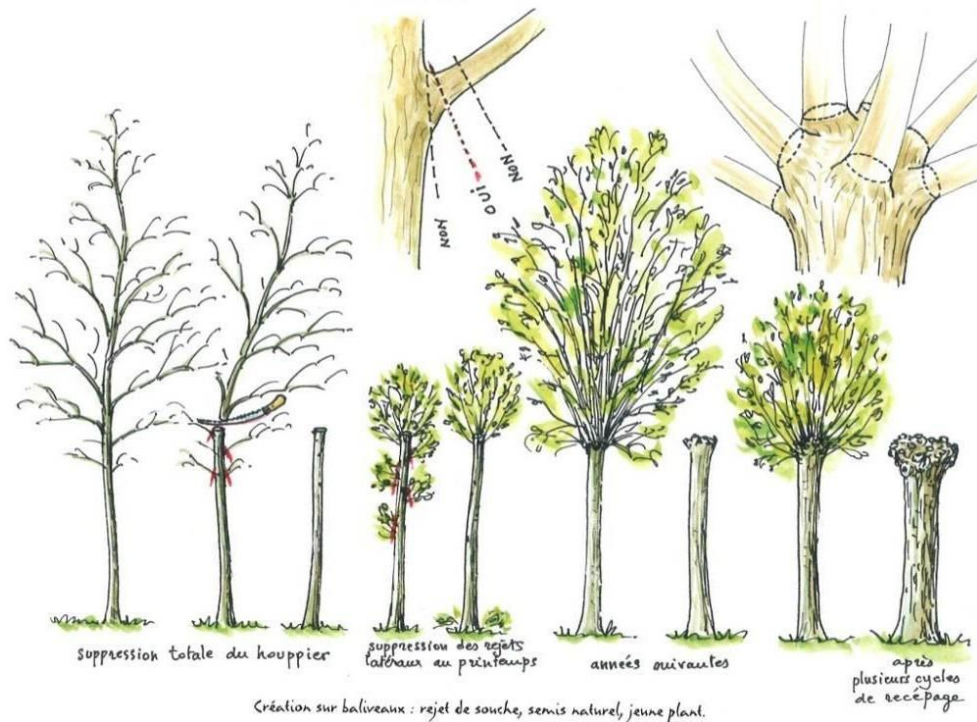 NON
OUI
NON
suppression totale du houppier
suppression des rejets
latéraux au printemps
années suivantes
après
plusieurs cycles
de recépage
Création sur baliveaux : rejet de souche, semis naturel, jeune plant.